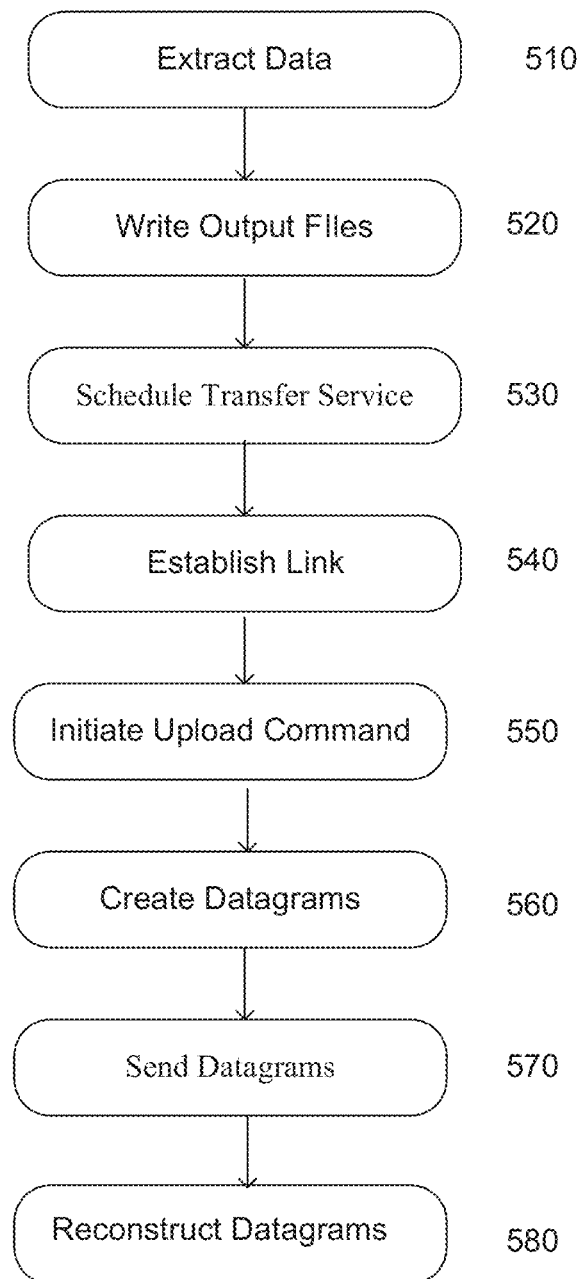 Extract Data 510
Write Output FIles 520
Schedule Transfer Service 530
Establish Link 540
Initiate Upload Command 550
Create Datagrams 560
Send Datagrams 570
Reconstruct Datagrams 580